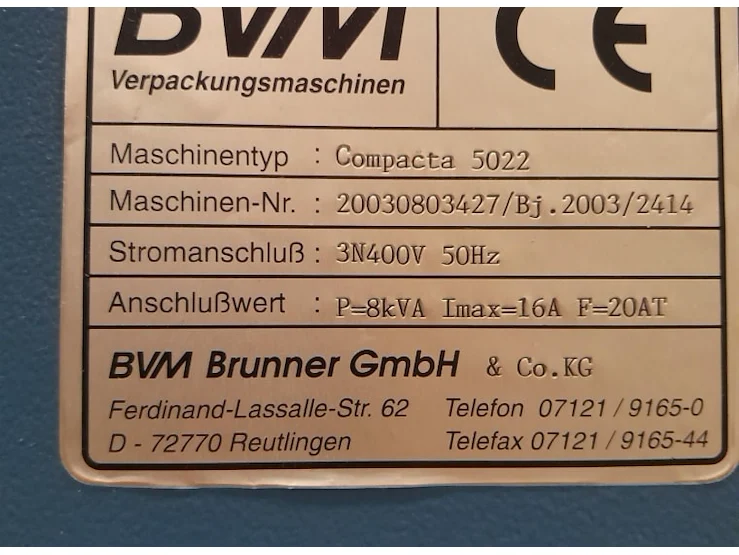 BVM
CE
Verpackungsmaschinen
Maschinentyp : Compacta 5022
Maschinen-Nr. : 20030803427/Bj.2003/2414
Stromanschluß : 3N400V 50Hz
Anschlußwert : P=8kVA Imax=16A F=20AT
BVM Brunner GmbH & Co.KG
Ferdinand-Lassalle-Str. 62 Telefon 07121 / 9165-0
D - 72770 Reutlingen Telefax 07121 / 9165-44